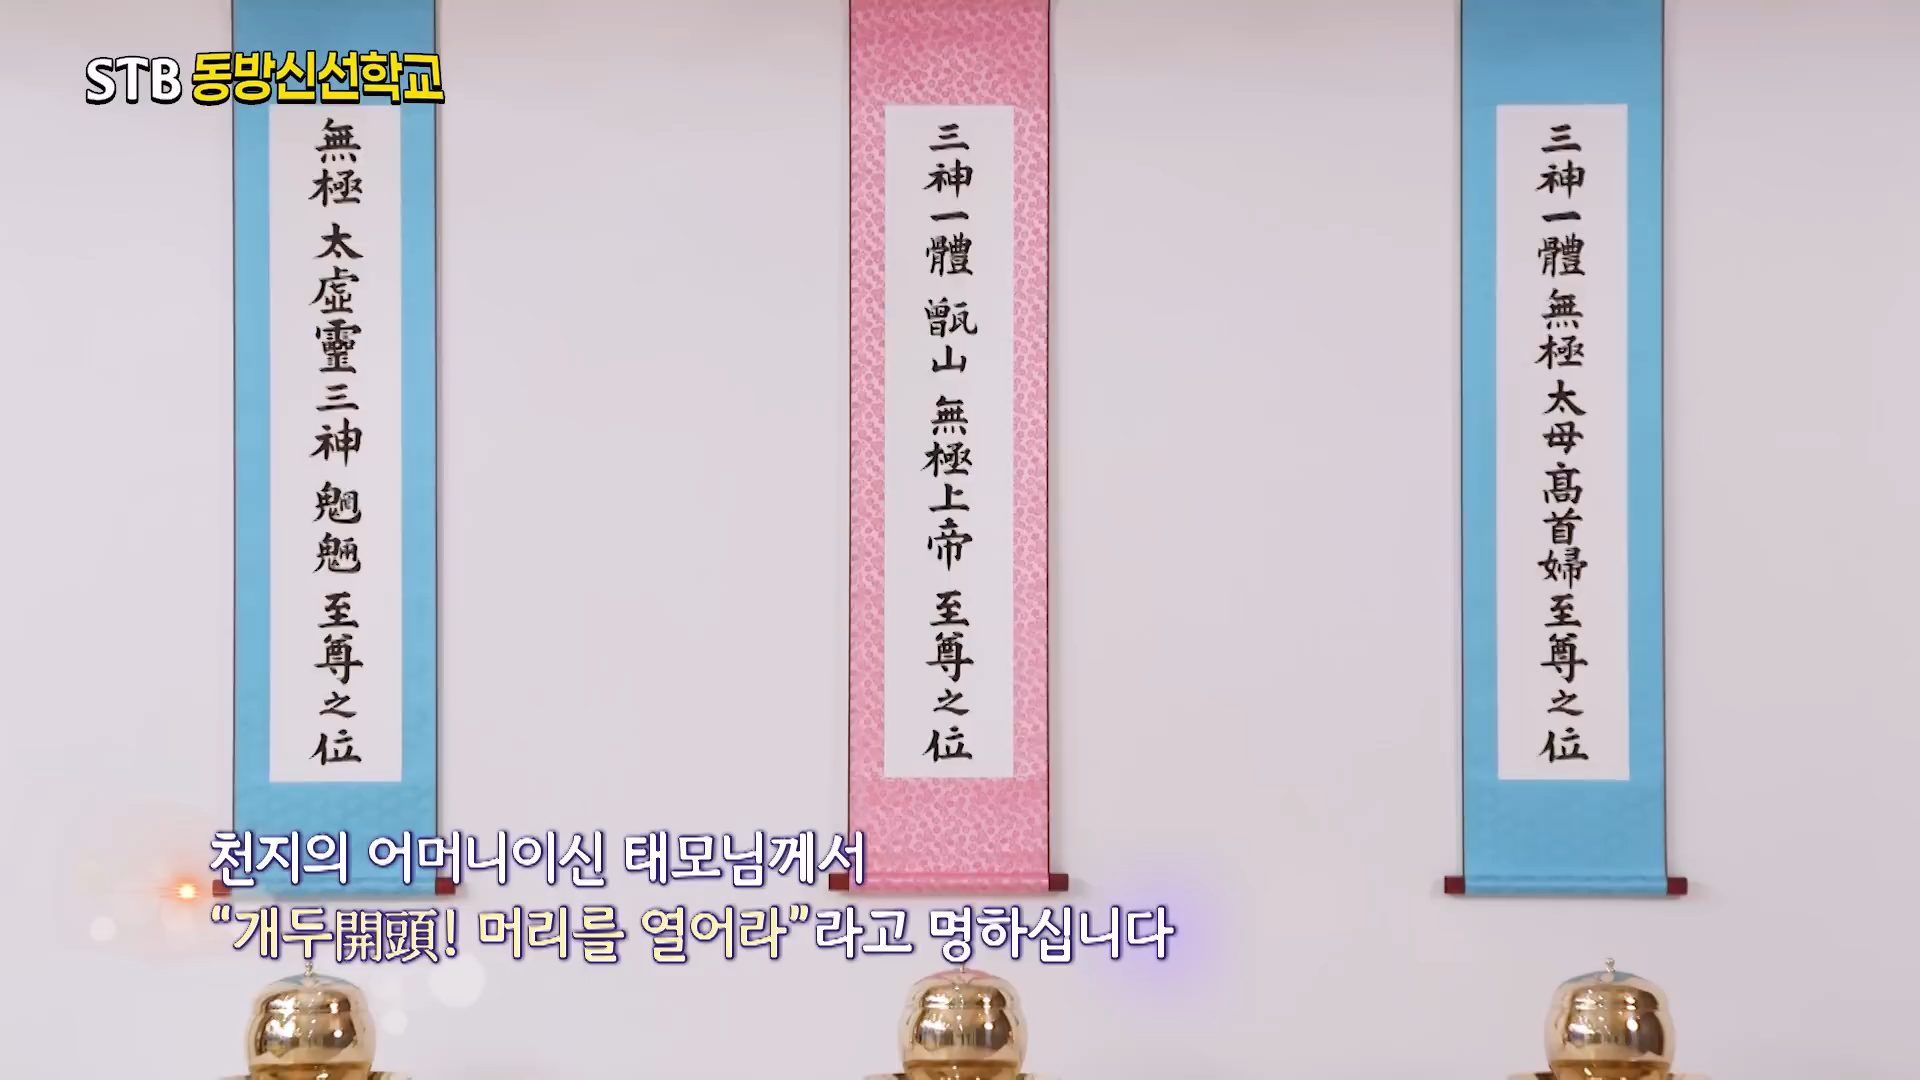 STB 동방신선학교
無極 太虛靈三神 魍魎 至尊之位
三神一體 甑山 無極上帝 至尊之位
三神一體 無極太母高首婦至尊之位
천지의 어머니이신 태모님께서
“개두開頭! 머리를 열어라”라고 명하십니다